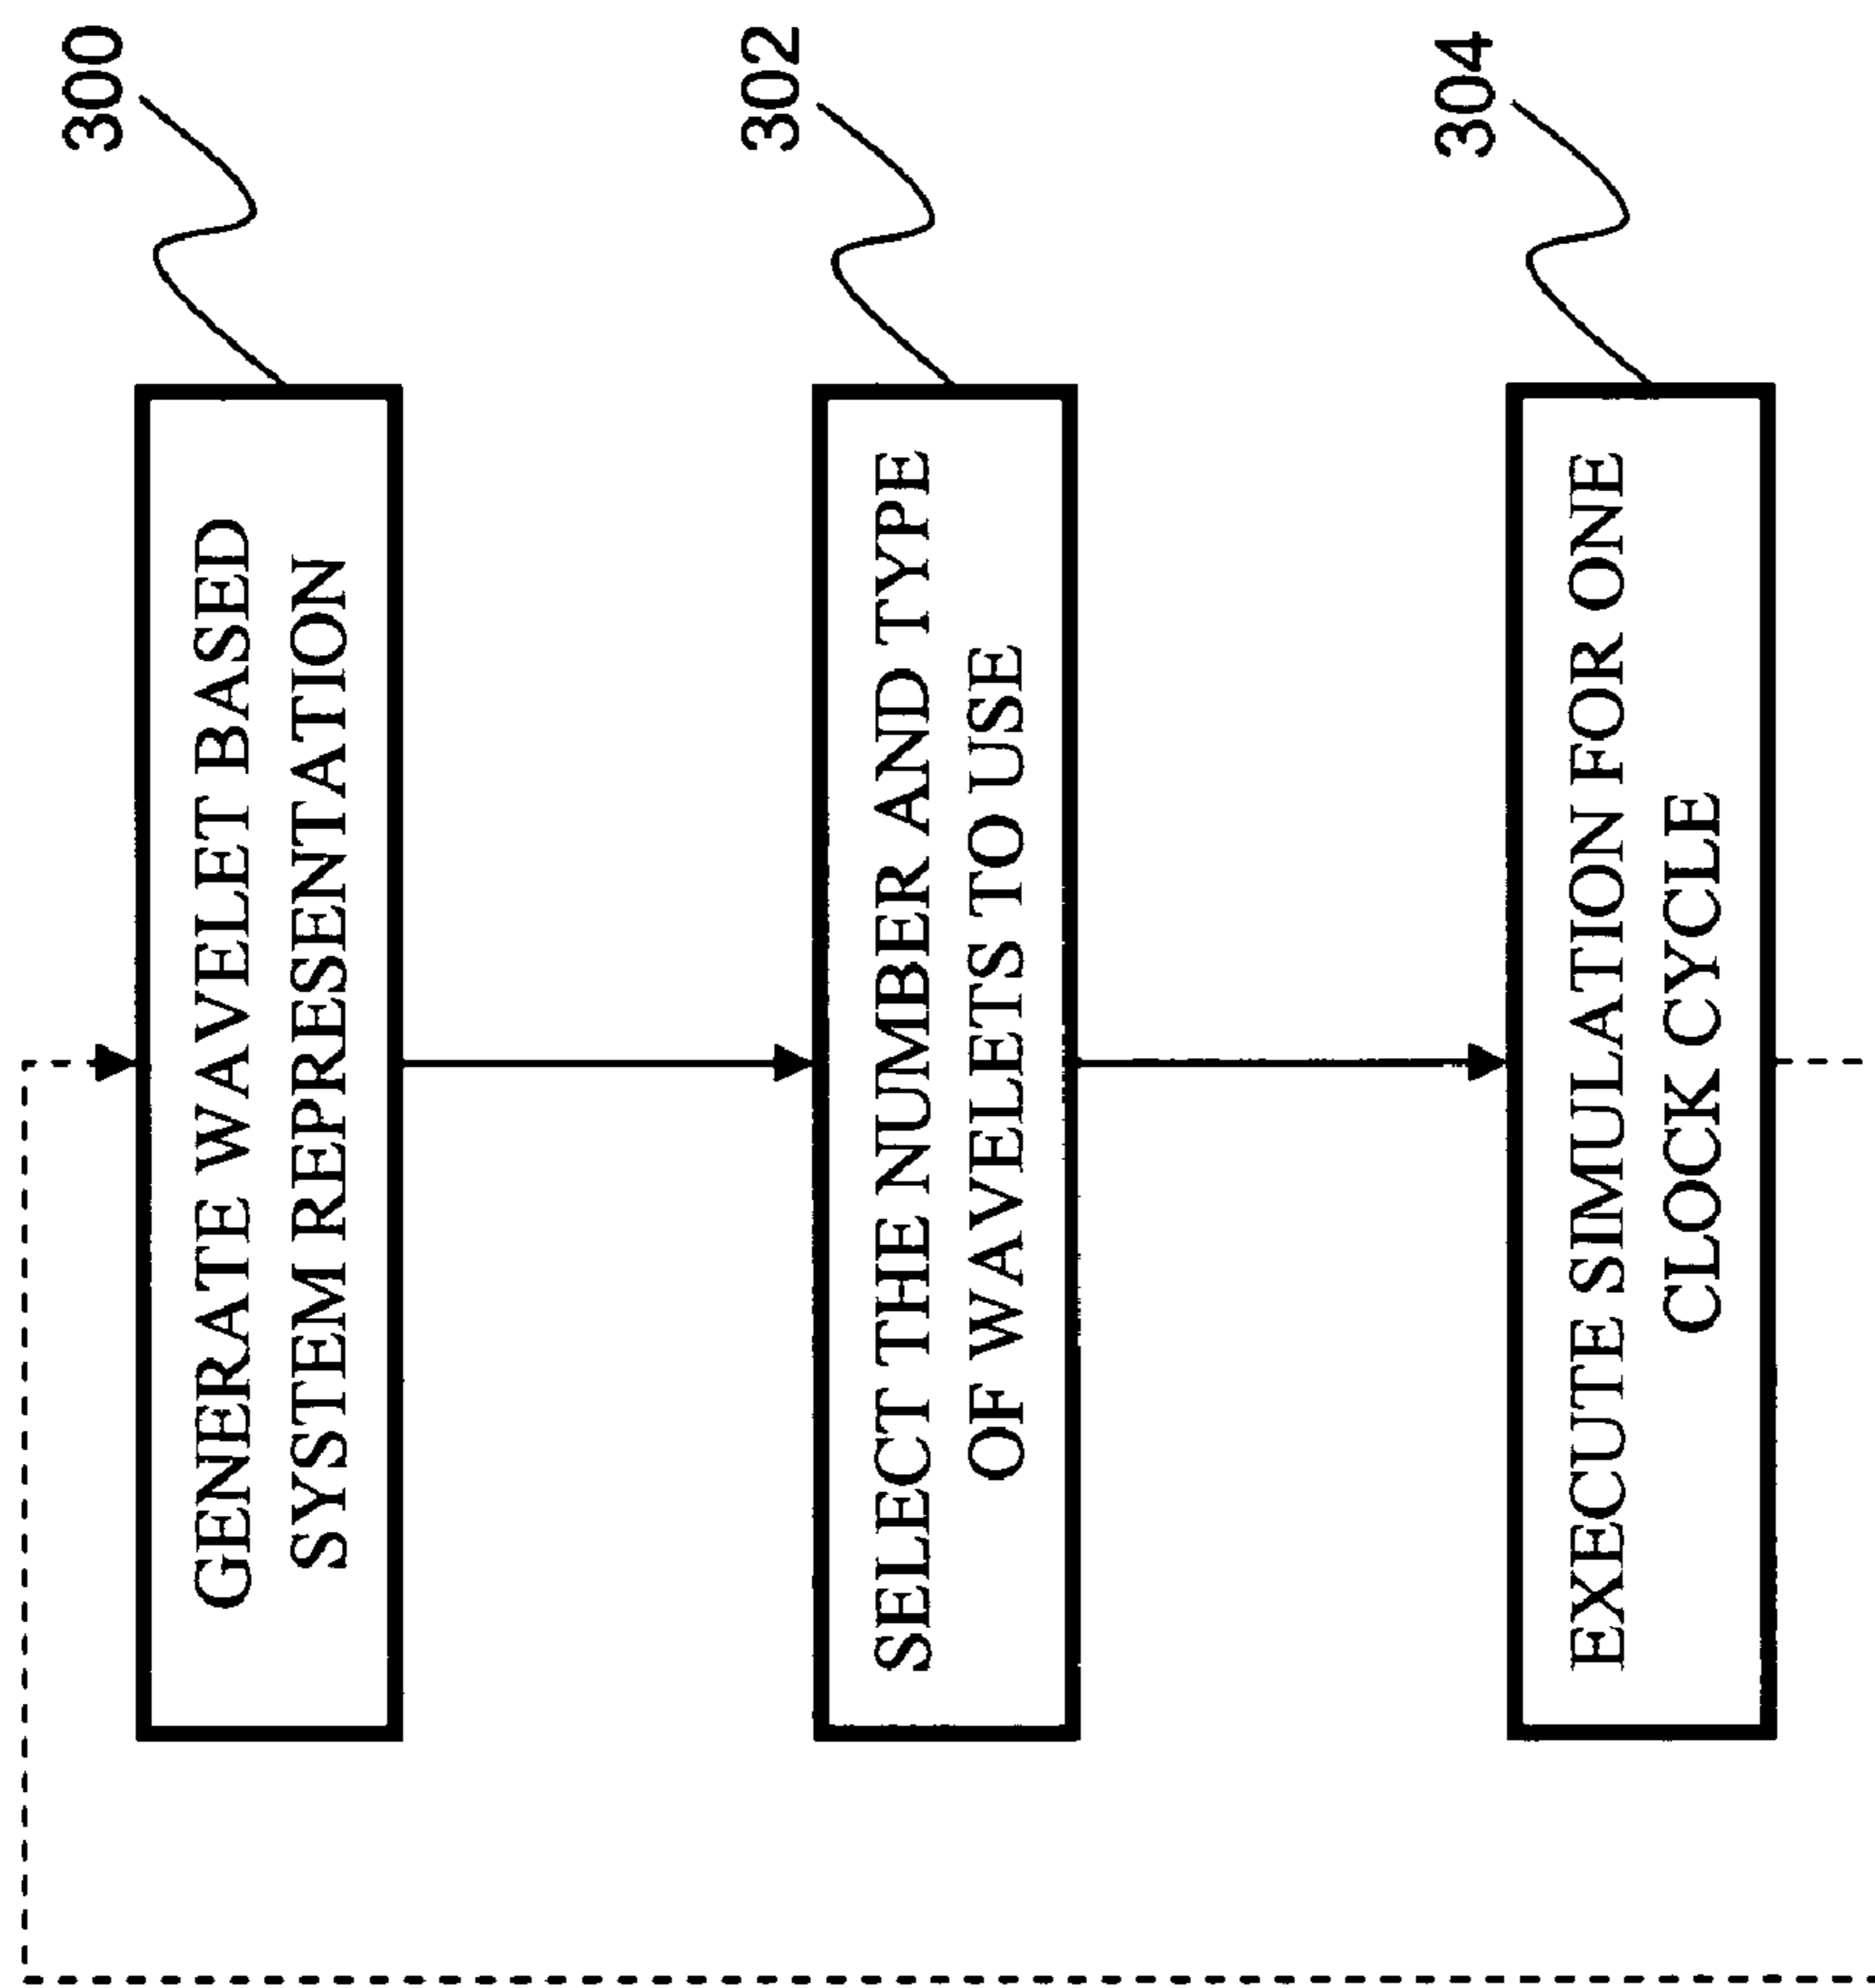 300
GENERATE WAVELET BASED
SYSTEM REPRESENTATION
302
SELECT THE NUMBER AND TYPE
OF WAVELETS TO USE
304
EXECUTE SIMULATION FOR ONE
CLOCK CYCLE